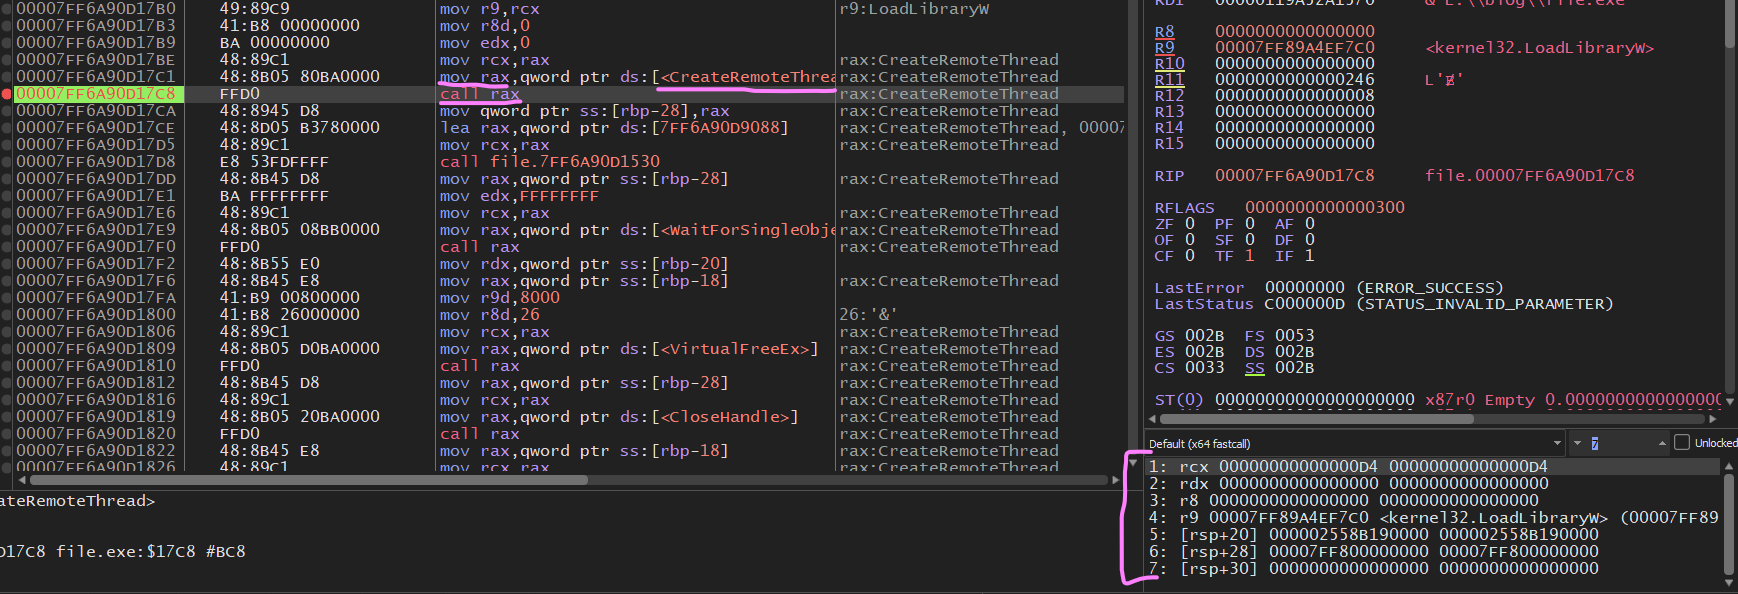 00007FF6A90D17B0 49:89C9 mov r9,rcx r9:LoadLibraryW
00007FF6A90D17B3 41:B8 00000000 mov r8d,0
00007FF6A90D17B9 BA 00000000 mov edx,0
00007FF6A90D17BE 48:89C1 mov rcx,rax rax:CreateRemoteThread
00007FF6A90D17C1 48:8B05 80BA0000 mov rax,qword ptr ds:[<CreateRemoteThrea rax:CreateRemoteThread
00007FF6A90D17C8 FFD0 call rax rax:CreateRemoteThread
00007FF6A90D17CA 48:8945 D8 mov qword ptr ss:[rbp-28],rax rax:CreateRemoteThread
00007FF6A90D17CE 48:8D05 B3780000 lea rax,qword ptr ds:[7FF6A90D9088] rax:CreateRemoteThread, 00007
00007FF6A90D17D5 48:89C1 mov rcx,rax rax:CreateRemoteThread
00007FF6A90D17D8 E8 53FDFFFF call file.7FF6A90D1530
00007FF6A90D17DD 48:8B45 D8 mov rax,qword ptr ss:[rbp-28] rax:CreateRemoteThread
00007FF6A90D17E1 BA FFFFFFFF mov edx,FFFFFFFF
00007FF6A90D17E6 48:89C1 mov rcx,rax rax:CreateRemoteThread
00007FF6A90D17E9 48:8B05 08BB0000 mov rax,qword ptr ds:[<WaitForSingleObje rax:CreateRemoteThread
00007FF6A90D17F0 FFD0 call rax rax:CreateRemoteThread
00007FF6A90D17F2 48:8B55 E0 mov rdx,qword ptr ss:[rbp-20]
00007FF6A90D17F6 48:8B45 E8 mov rax,qword ptr ss:[rbp-18] rax:CreateRemoteThread
00007FF6A90D17FA 41:B9 00800000 mov r9d,8000
00007FF6A90D1800 41:B8 26000000 mov r8d,26 26:'&'
00007FF6A90D1806 48:89C1 mov rcx,rax rax:CreateRemoteThread
00007FF6A90D1809 48:8B05 D0BA0000 mov rax,qword ptr ds:[<VirtualFreeEx>] rax:CreateRemoteThread
00007FF6A90D1810 FFD0 call rax rax:CreateRemoteThread
00007FF6A90D1812 48:8B45 D8 mov rax,qword ptr ss:[rbp-28] rax:CreateRemoteThread
00007FF6A90D1816 48:89C1 mov rcx,rax rax:CreateRemoteThread
00007FF6A90D1819 48:8B05 20BA0000 mov rax,qword ptr ds:[<CloseHandle>] rax:CreateRemoteThread
00007FF6A90D1820 FFD0 call rax rax:CreateRemoteThread
00007FF6A90D1822 48:8B45 E8 mov rax,qword ptr ss:[rbp-18] rax:CreateRemoteThread
00007FF6A90D1826 48:89C1 mov rcx,rax rax:CreateRemoteThread
ateRemoteThread>
D17C8 file.exe:$17C8 #BC8
R8 0000000000000000
R9 00007FF89A4EF7C0 <kernel32.LoadLibraryW>
R10 0000000000000000
R11 0000000000000246
R12 0000000000000008
R13 0000000000000000
R14 0000000000000000
R15 0000000000000000
RIP 00007FF6A90D17C8 file.00007FF6A90D17C8
RFLAGS 0000000000000300
ZF 0 PF 0 AF 0
OF 0 SF 0 DF 0
CF 0 TF 1 IF 1
LastError 00000000 (ERROR_SUCCESS)
LastStatus C000000D (STATUS_INVALID_PARAMETER)
GS 002B FS 0053
ES 002B DS 002B
CS 0033 SS 002B
ST(0) 00000000000000000000 x87r0 Empty 0.0000000000000000
Default (x64 fastcall) 7 Unlocked
1: rcx 00000000000000D4 00000000000000D4
2: rdx 0000000000000000 0000000000000000
3: r8 0000000000000000 0000000000000000
4: r9 00007FF89A4EF7C0 <kernel32.LoadLibraryW> (00007FF89
5: [rsp+20] 000002558B190000 000002558B190000
6: [rsp+28] 00007FF800000000 00007FF800000000
7: [rsp+30] 0000000000000000 0000000000000000